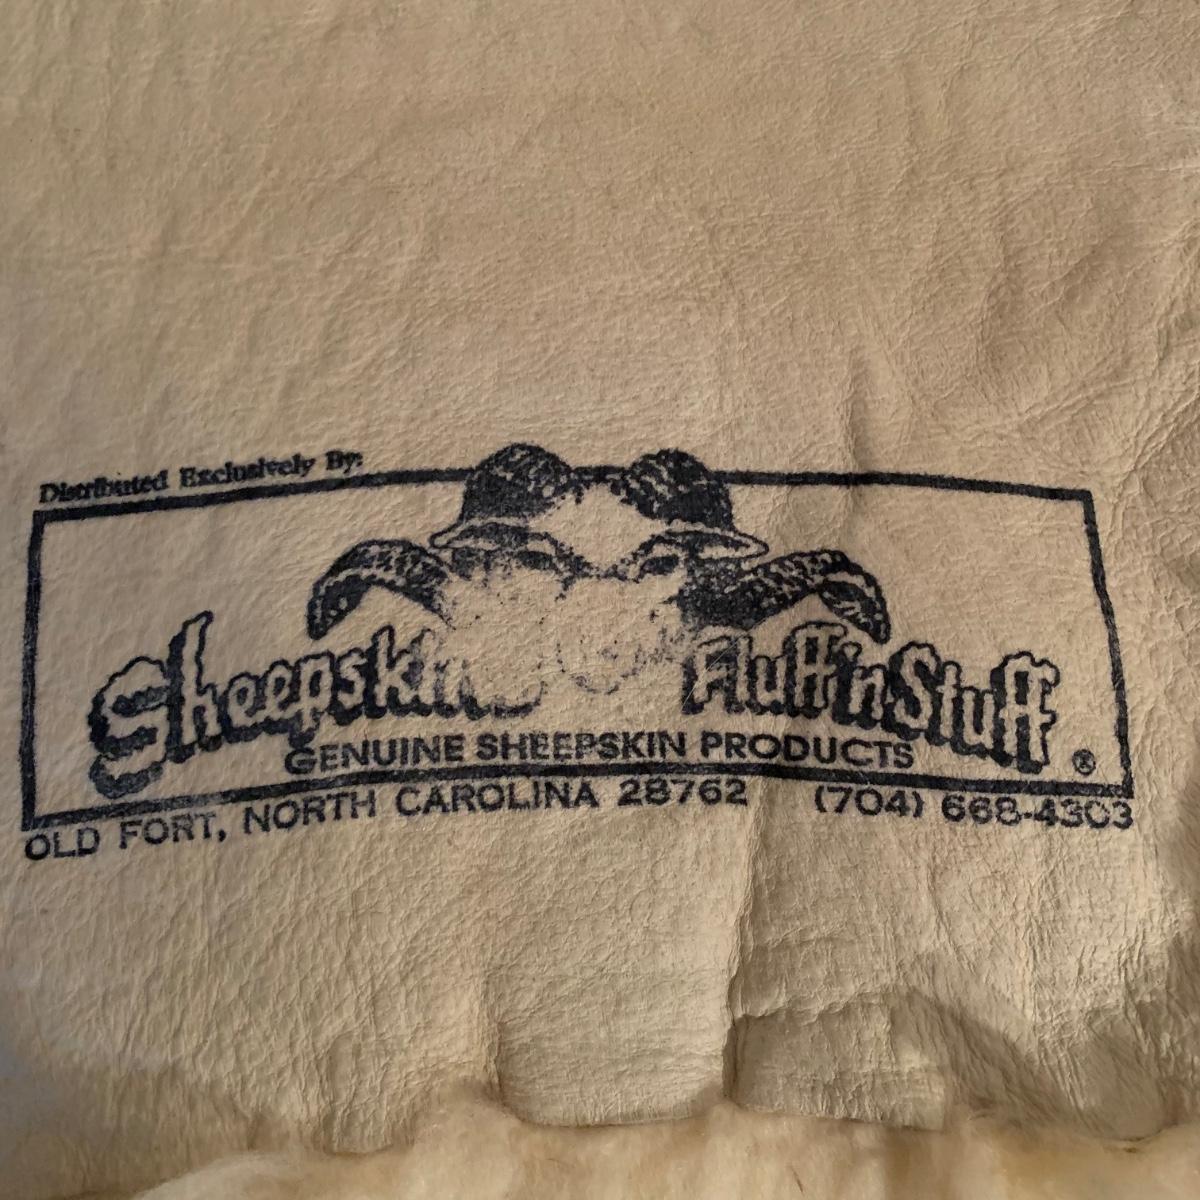 Distributed Exclusively By:
Sheepskin Fluff'n Stuff ®
GENUINE SHEEPSKIN PRODUCTS
OLD FORT, NORTH CAROLINA 28762 (704) 668-4303